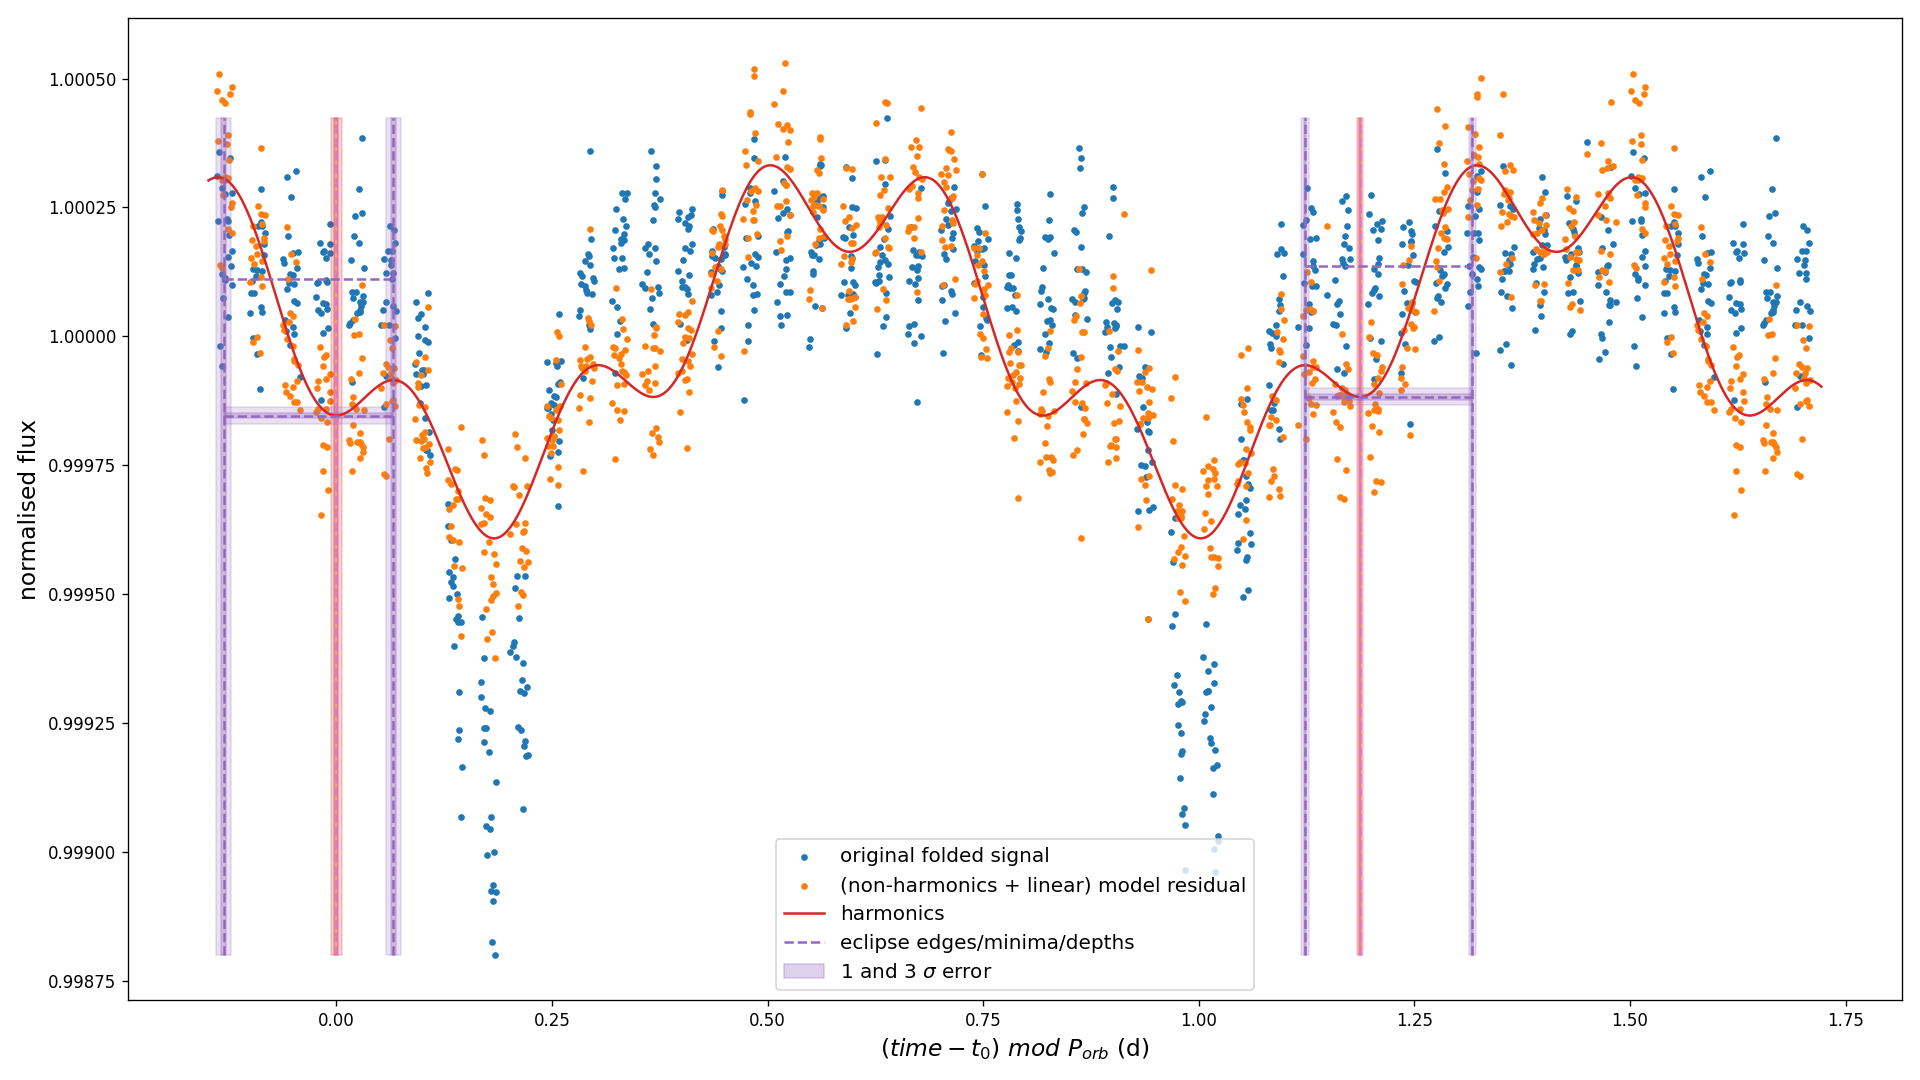 normalised flux
1.00050
1.00025
1.00000
0.99975
0.99950
0.99925
0.99900
0.99875
original folded signal
(non-harmonics + linear) model residual
harmonics
eclipse edges/minima/depths
1 and 3 σ error
0.00 0.25 0.50 0.75 1.00 1.25 1.50 1.75
(time − t₀) mod Pₒᵣb (d)